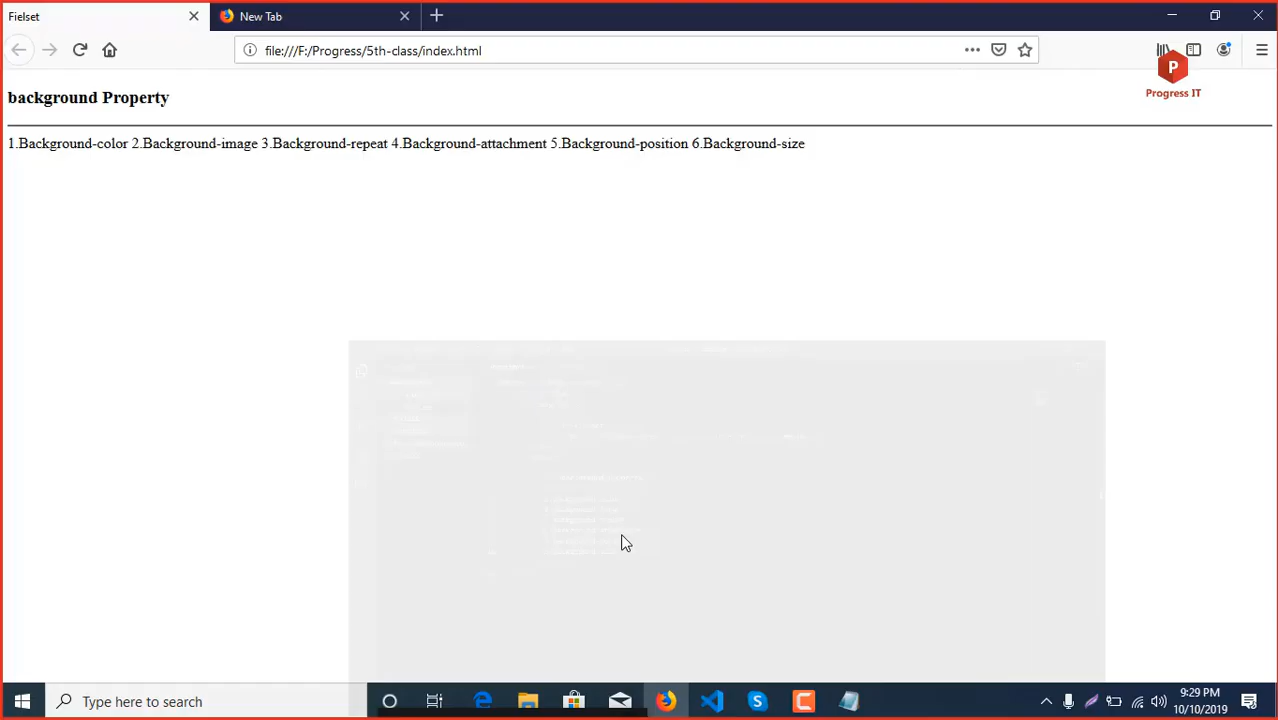 Fielset
New Tab
file:///F:/Progress/5th-class/index.html
P
Progress IT
background Property
1.Background-color 2.Background-image 3.Background-repeat 4.Background-attachment 5.Background-position 6.Background-size
Type here to search
9:29 PM
10/10/2019